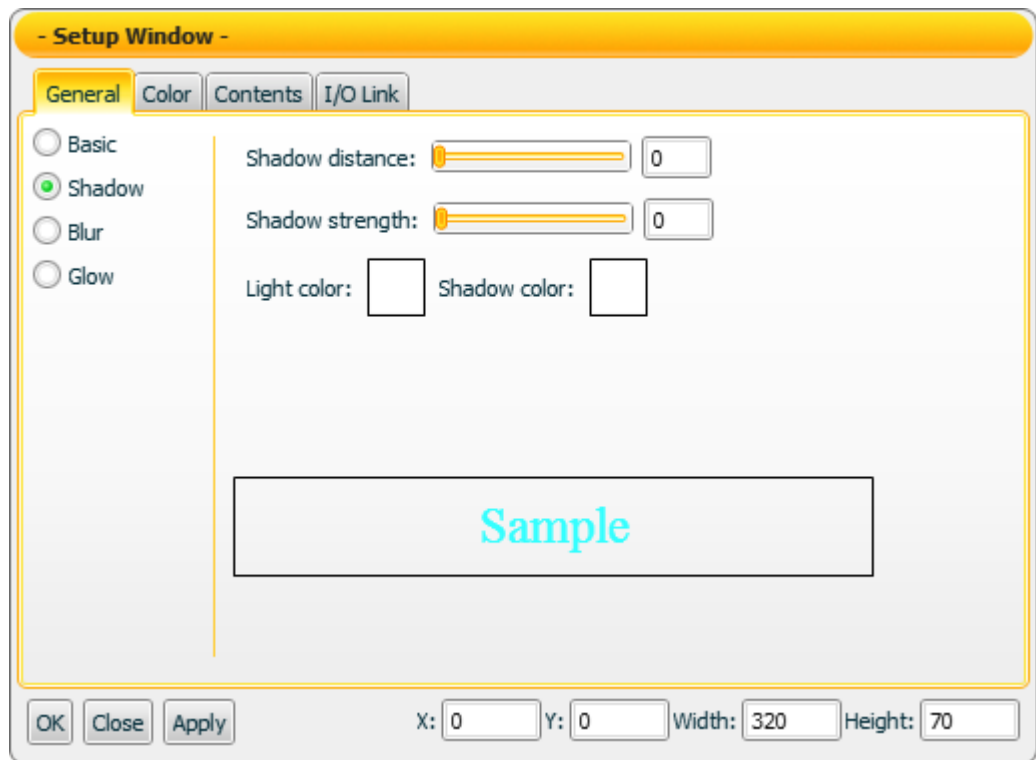 - Setup Window -
General Color Contents I/O Link
Basic
Shadow
Blur
Glow
Shadow distance: 0
Shadow strength: 0
Light color: Shadow color:
Sample
OK Close Apply X: 0 Y: 0 Width: 320 Height: 70